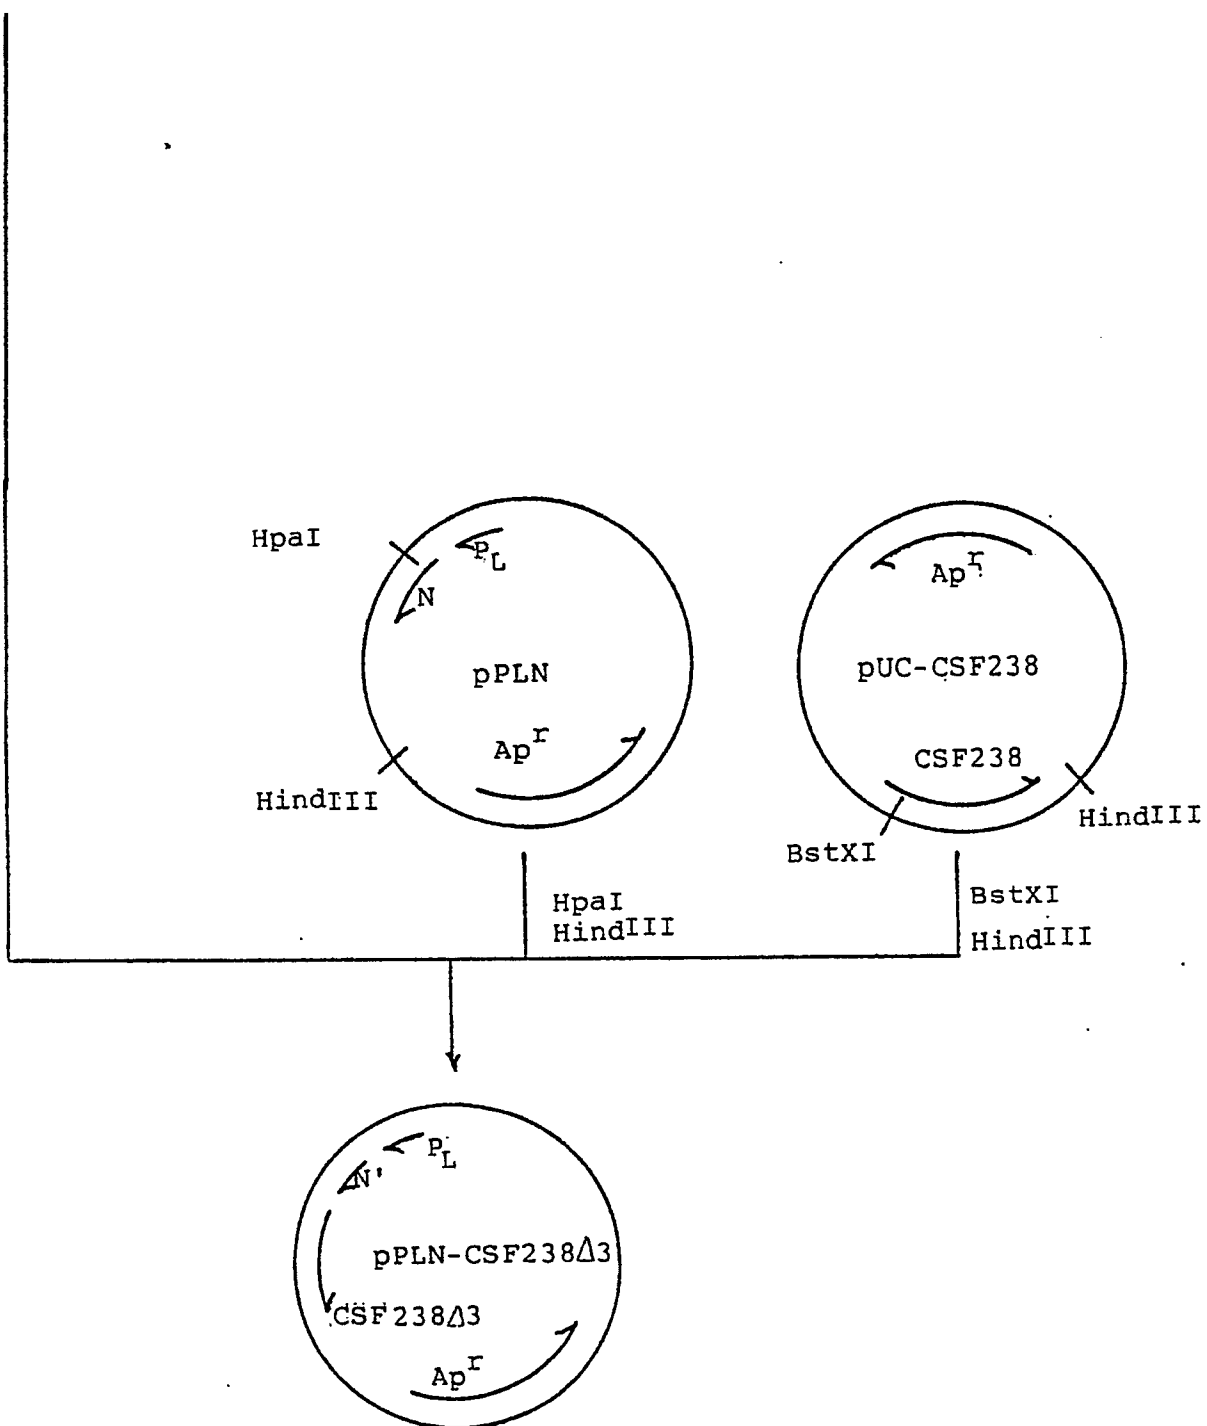 HpaI
PL
N
pPLN
Apr
HindIII
Apr
pUC-CSF238
CSF238
HindIII
BstXI
HpaI
HindIII
BstXI
HindIII
PL
N'
pPLN-CSF238Δ3
CSF238Δ3
Apr